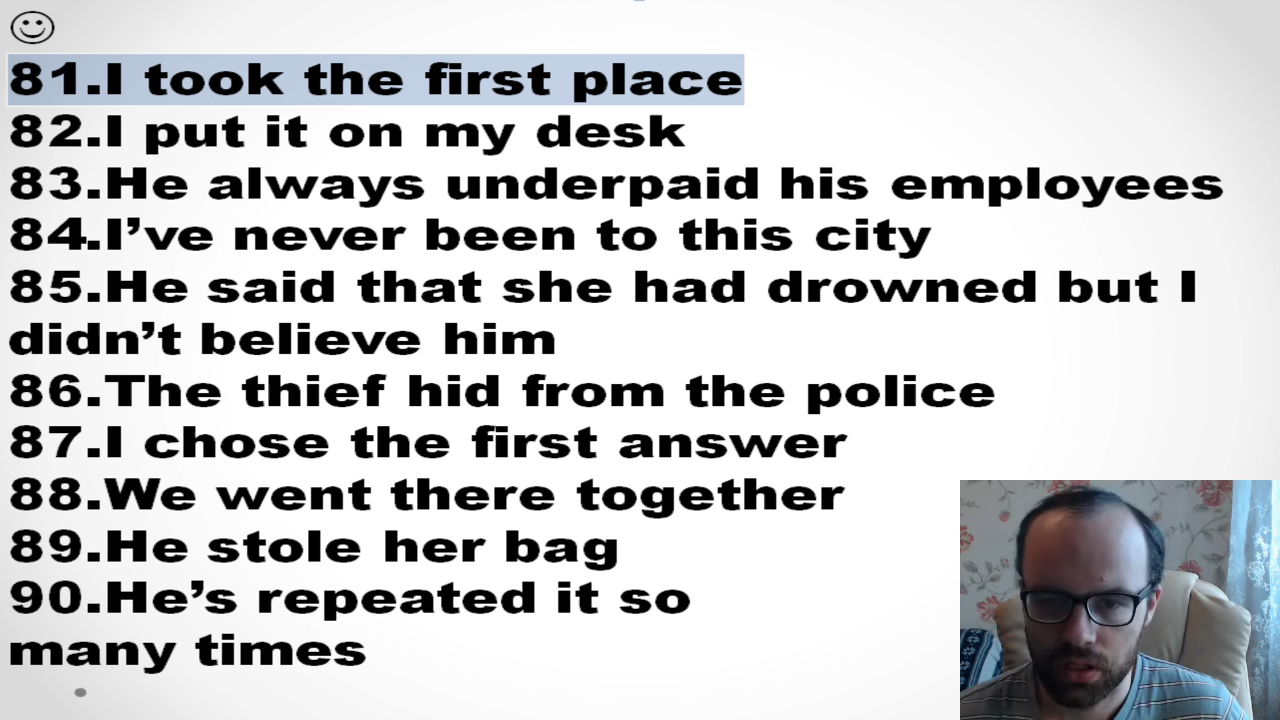 81.I took the first place
82.I put it on my desk
83.He always underpaid his employees
84.I’ve never been to this city
85.He said that she had drowned but I
didn’t believe him
86.The thief hid from the police
87.I chose the first answer
88.We went there together
89.He stole her bag
90.He’s repeated it so
many times